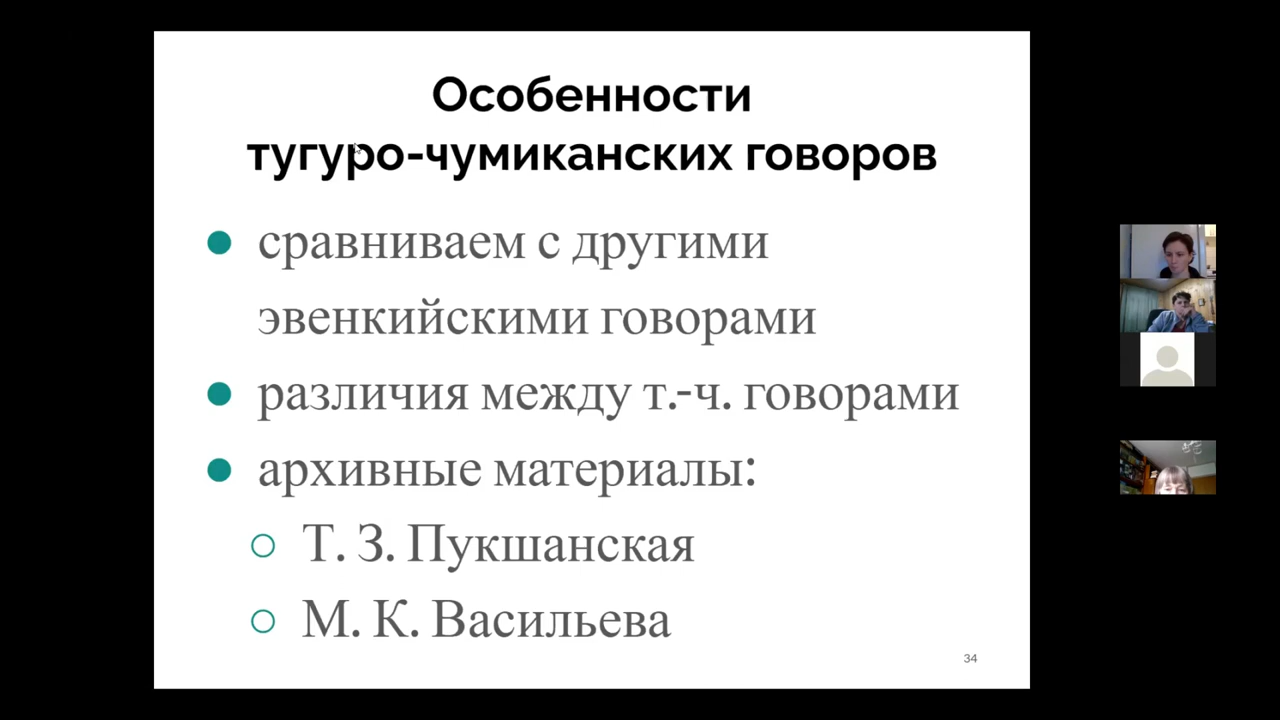 Особенности
тугуро-чумиканских говоров
● сравниваем с другими
эвенкийскими говорами
● различия между т.-ч. говорами
● архивные материалы:
○ Т. З. Пукшанская
○ М. К. Васильева
34